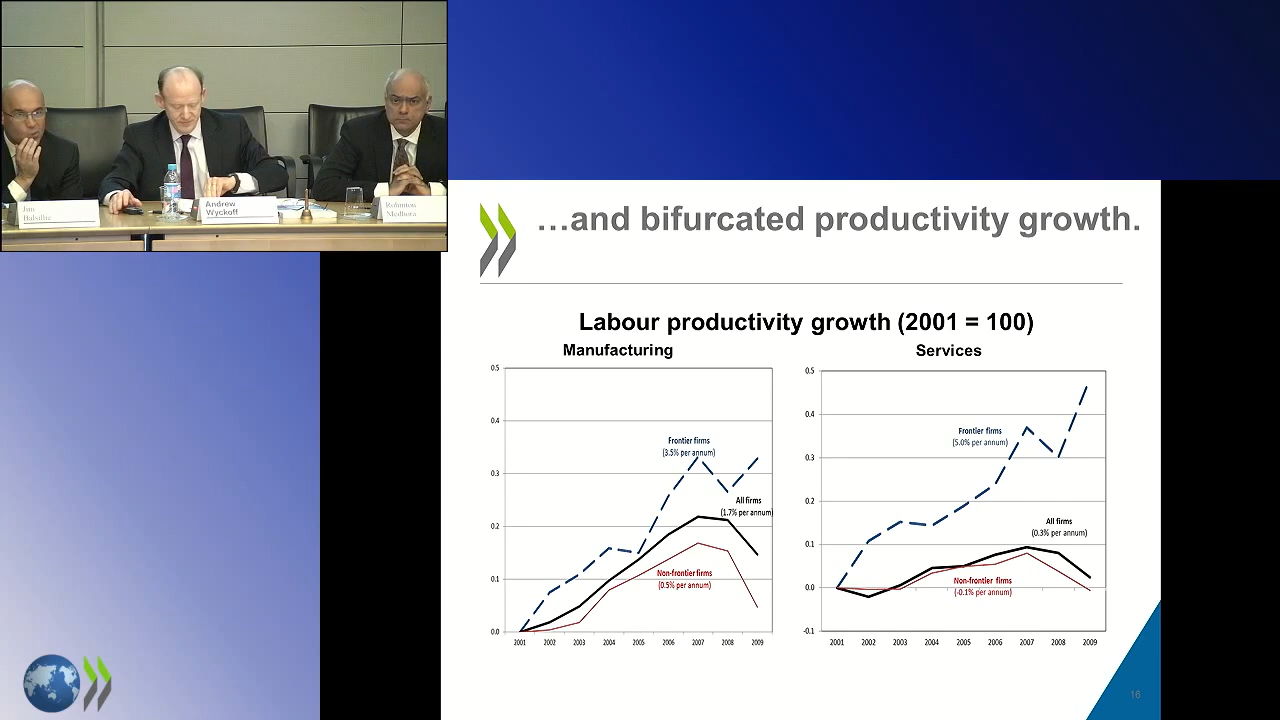 Jim
Balsillie
Andrew
Wyckoff
Rohinton
Medhora
…and bifurcated productivity growth.
Labour productivity growth (2001 = 100)
Manufacturing
0.5
0.4
0.3
0.2
0.1
0.0
Frontier firms
(3.5% per annum)
All firms
(1.7% per annum)
Non-frontier firms
(0.5% per annum)
2001 2002 2003 2004 2005 2006 2007 2008 2009
Services
0.5
0.4
0.3
0.2
0.1
0.0
-0.1
Frontier firms
(5.0% per annum)
All firms
(0.3% per annum)
Non-frontier firms
(-0.1% per annum)
2001 2002 2003 2004 2005 2006 2007 2008 2009
16